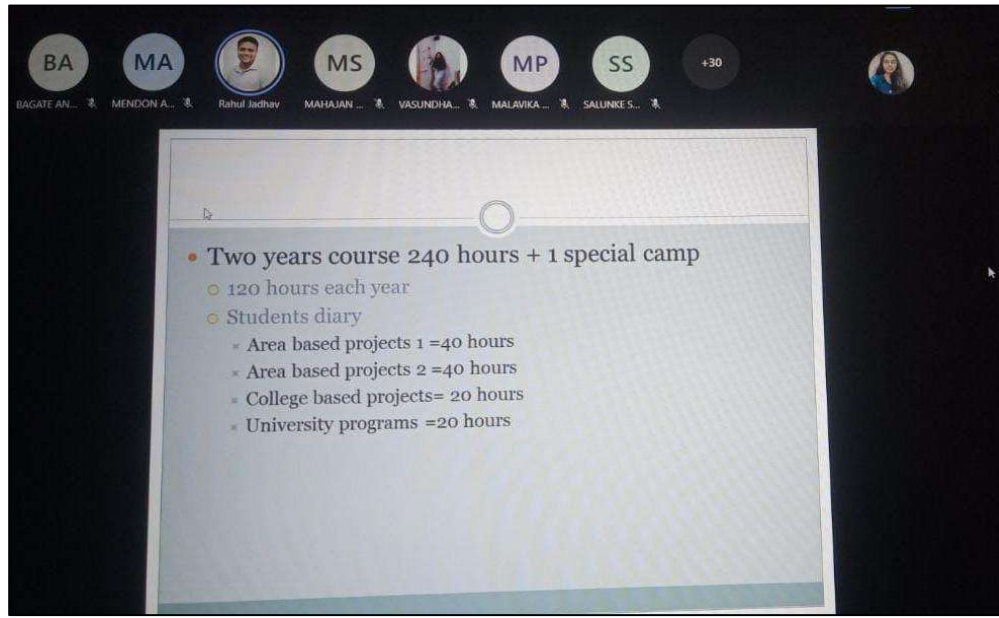 BA
MA
MS
MP
SS
+30
BAGATE AN...
MENDON A...
Rahul Jadhav
MAHAJAN ...
VASUNDHA...
MALAVIKA ...
SALUNKE S...
Two years course 240 hours + 1 special camp
120 hours each year
Students diary
Area based projects 1 =40 hours
Area based projects 2 =40 hours
College based projects= 20 hours
University programs =20 hours